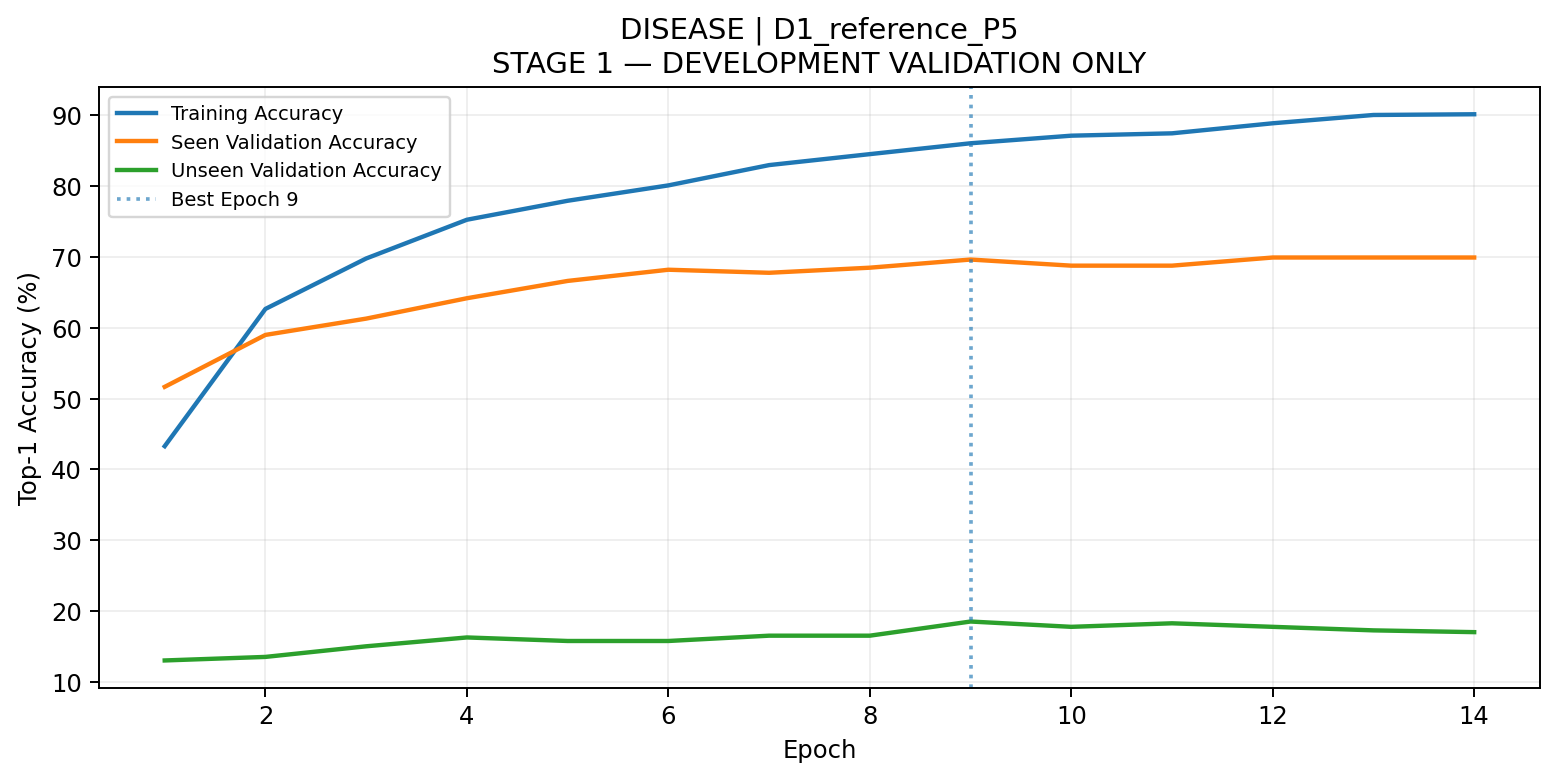 DISEASE | D1_reference_P5
STAGE 1 — DEVELOPMENT VALIDATION ONLY
Training Accuracy
Seen Validation Accuracy
Unseen Validation Accuracy
Best Epoch 9
Top-1 Accuracy (%)
90
80
70
60
50
40
30
20
10
2 4 6 8 10 12 14
Epoch